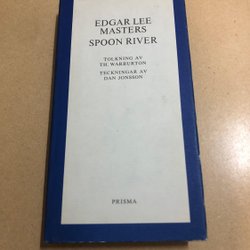 EDGAR LEE
MASTERS
SPOON RIVER
TOLKNING AV
TH. WARBURTON
TECKNINGAR AV
DAN JONSSON
PRISMA